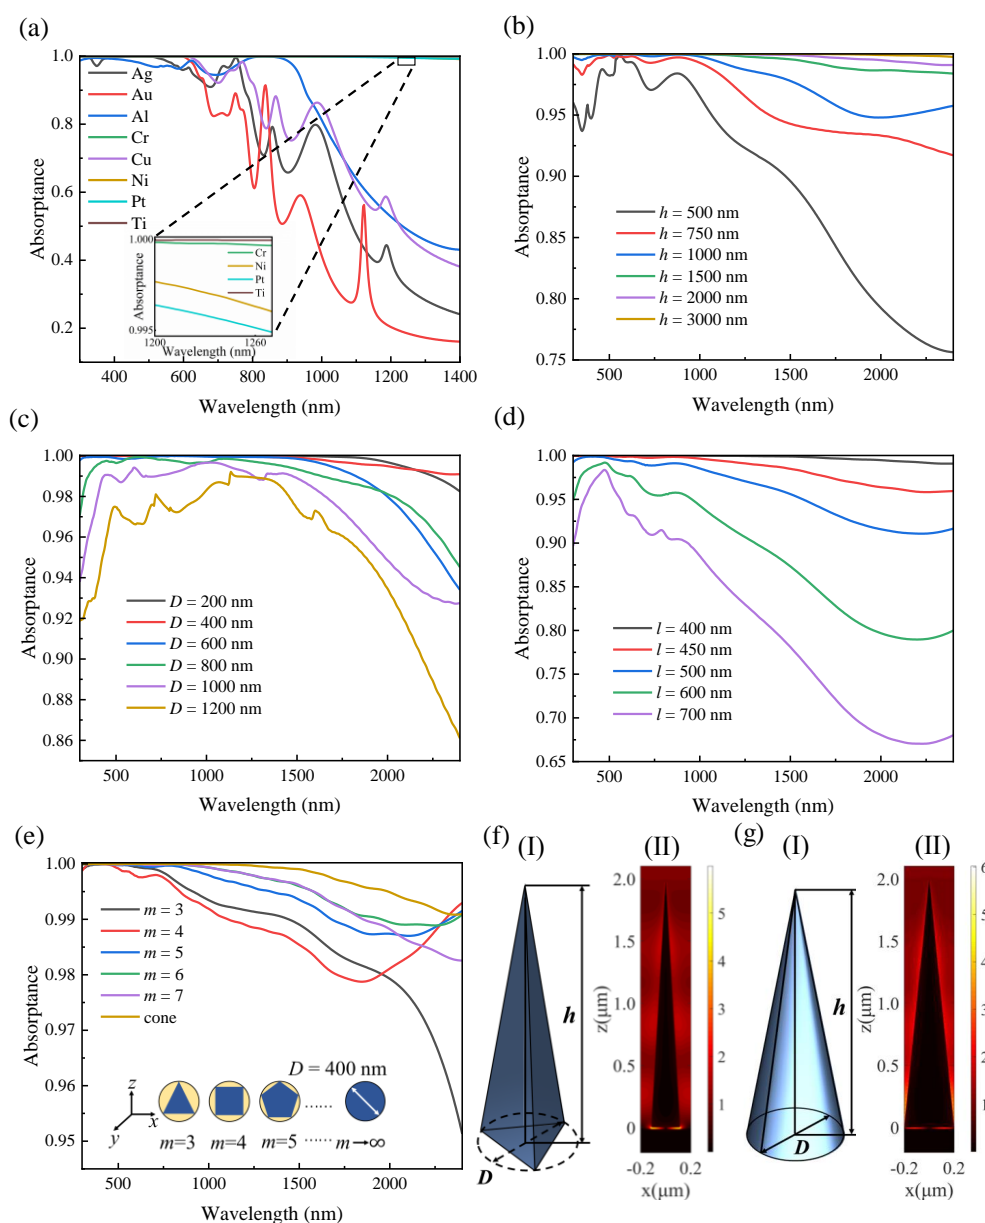 (a)
Absorptance
1.0
0.8
0.6
0.4
0.2
Ag
Au
Al
Cr
Cu
Ni
Pt
Ti
Absorptance
1.000
0.995
Cr
Ni
Pt
Ti
1200
1260
Wavelength (nm)
400
600
800
1000
1200
1400
Wavelength (nm)
(b)
Absorptance
1.00
0.95
0.90
0.85
0.80
0.75
h = 500 nm
h = 750 nm
h = 1000 nm
h = 1500 nm
h = 2000 nm
h = 3000 nm
500
1000
1500
2000
Wavelength (nm)
(c)
Absorptance
1.00
0.98
0.96
0.94
0.92
0.90
0.88
0.86
D = 200 nm
D = 400 nm
D = 600 nm
D = 800 nm
D = 1000 nm
D = 1200 nm
500
1000
1500
2000
Wavelength (nm)
(d)
Absorptance
1.00
0.95
0.90
0.85
0.80
0.75
0.70
0.65
l = 400 nm
l = 450 nm
l = 500 nm
l = 600 nm
l = 700 nm
500
1000
1500
2000
Wavelength (nm)
(e)
Absorptance
1.00
0.99
0.98
0.97
0.96
0.95
m = 3
m = 4
m = 5
m = 6
m = 7
cone
D = 400 nm
z
x
y
......
m=3
m=4
m=5
......
m→∞
500
1000
1500
2000
Wavelength (nm)
(f)
(I)
h
D
(II)
z(μm)
2.0
1.5
1.0
0.5
0
-0.2
0.2
x(μm)
5
4
3
2
1
(g)
(I)
h
D
(II)
z(μm)
2.0
1.5
1.0
0.5
0
-0.2
0.2
x(μm)
6
5
4
3
2
1